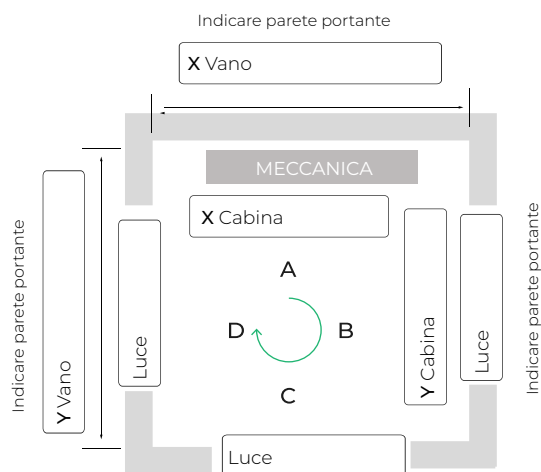 Indicare parete portante
X Vano
MECCANICA
X Cabina
A
D
B
C
Indicare parete portante
Y Vano
Luce
Y Cabina
Luce
Indicare parete portante
Luce